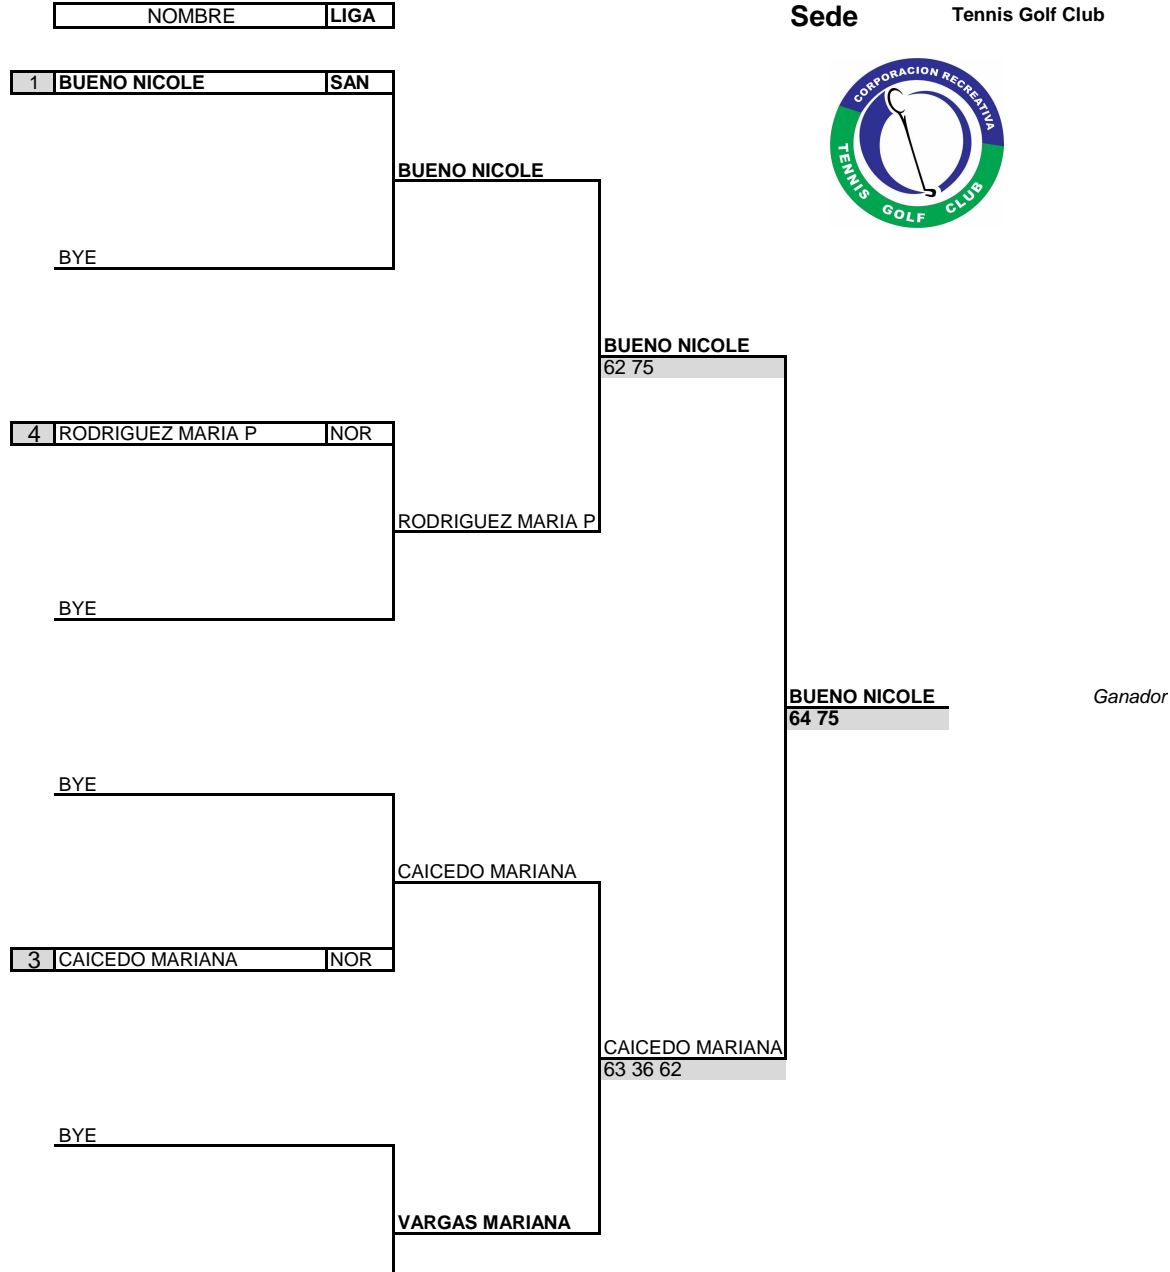 NOMBRE LIGA Sede Tennis Golf Club
CORPORACION RECREATIVA
TENNIS GOLF CLUB
1 BUENO NICOLE SAN
BUENO NICOLE
BYE
BUENO NICOLE
62 75
4 RODRIGUEZ MARIA P NOR
RODRIGUEZ MARIA P
BYE
BUENO NICOLE Ganador
64 75
BYE
CAICEDO MARIANA
3 CAICEDO MARIANA NOR
CAICEDO MARIANA
63 36 62
BYE
VARGAS MARIANA